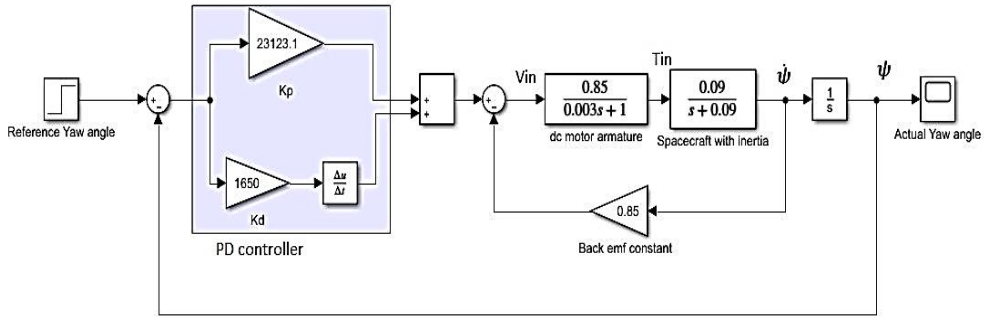 Reference Yaw angle
+
-
23123.1
Kp
1650
Kd
Δu
Δt
PD controller
+
+
+
-
Vin
0.85
0.003s + 1
dc motor armature
Tin
0.09
s + 0.09
Spacecraft with inertia
ψ̇
1
s
ψ
Actual Yaw angle
0.85
Back emf constant